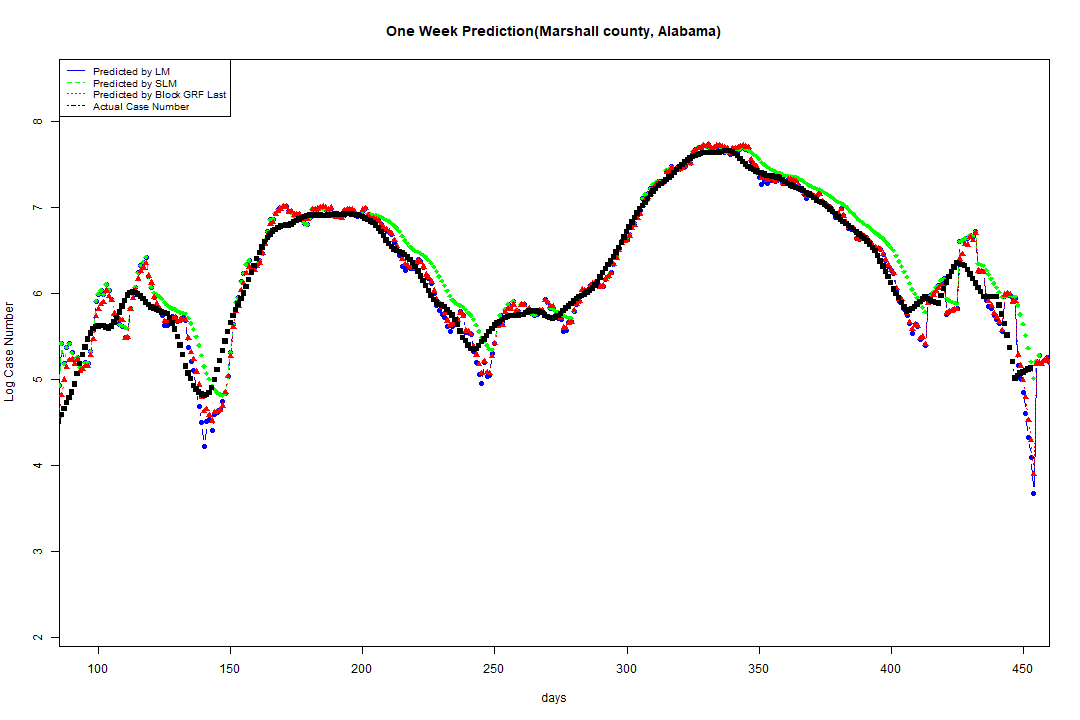 One Week Prediction(Marshall county, Alabama)
Predicted by LM
Predicted by SLM
Predicted by Block GRF Last
Actual Case Number
Log Case Number
8
7
6
5
4
3
2
100 150 200 250 300 350 400 450
days